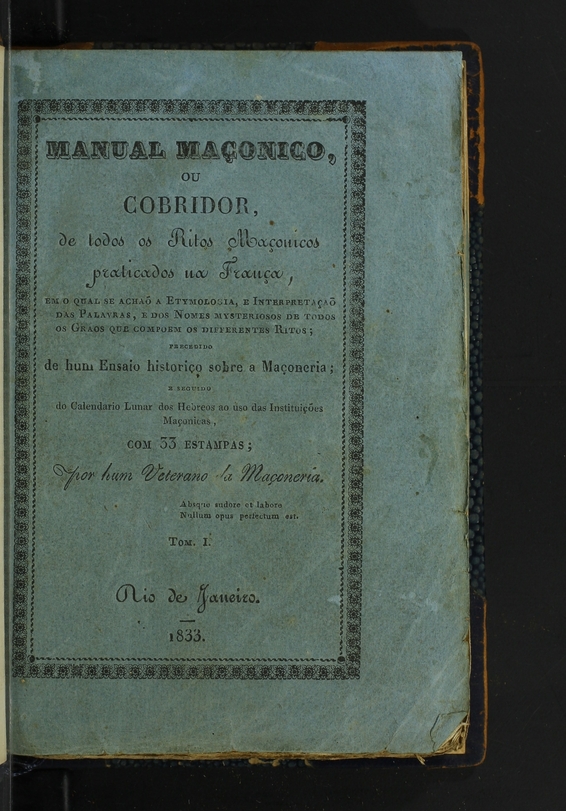 MANUAL MAÇONICO,
OU
COBRIDOR,
de todos os Ritos Maçonicos
praticados na França,
EM O QUAL SE ACHAÕ A ETYMOLOGIA, E INTERPRETAÇAÕ
DAS PALAVRAS, E DOS NOMES MYSTERIOSOS DE TODOS
OS GRÁOS QUE COMPOEM OS DIFFERENTES RITOS;
PRECEDIDO
de hum Ensaio historiço sobre a Maçoneria;
E SEGUIDO
do Calendario Lunar dos Hebreos ao uso das Instituições
Maçonicas,
COM 33 ESTAMPAS;
por hum Veterano da Maçoneria.
Absque sudore et labore
Nullum opus perfectum est.
TOM. I.
Rio de Janeiro.
1833.